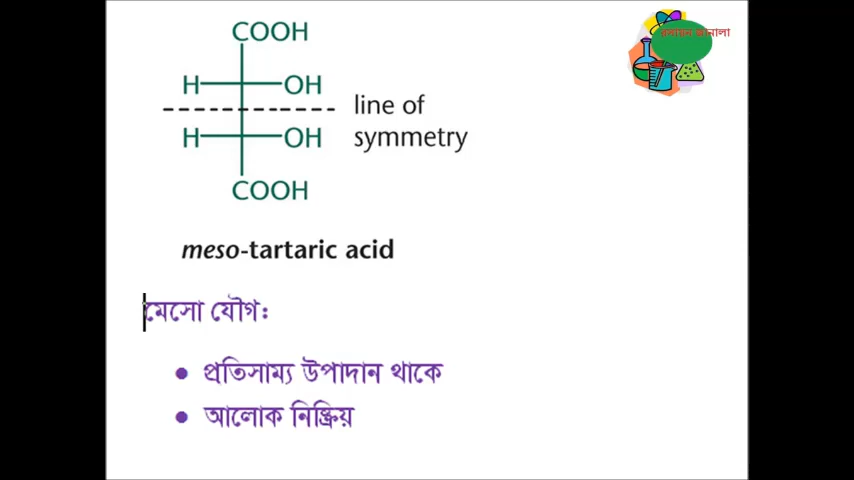 COOH
H OH
line of
symmetry
H OH
COOH
meso-tartaric acid
মেসো যৌগ:
• প্রতিসাম্য উপাদান থাকে
• আলোক নিষ্ক্রিয়